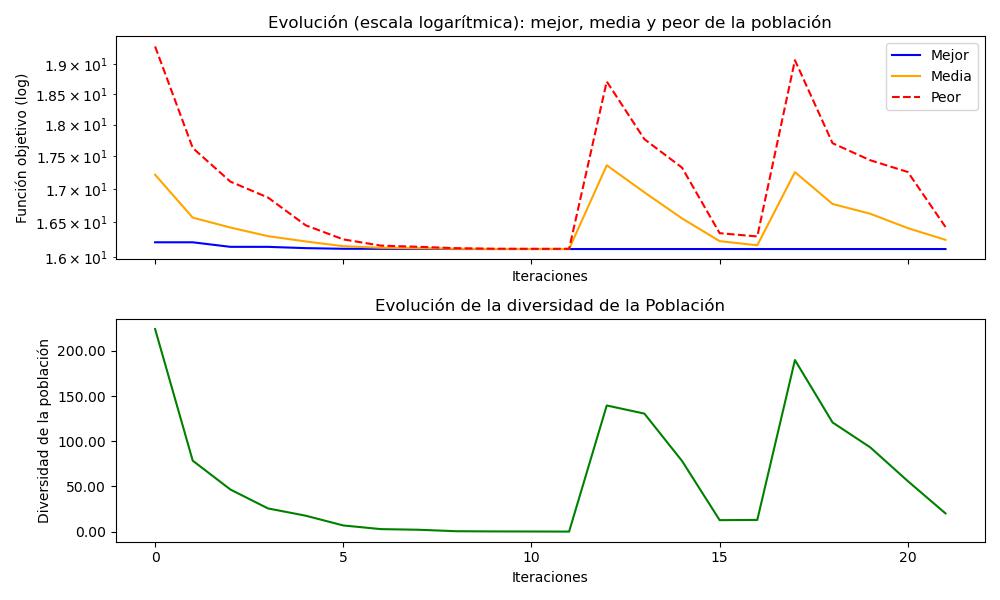 Evolución (escala logarítmica): mejor, media y peor de la población
Función objetivo (log)
1.9 × 10¹
1.85 × 10¹
1.8 × 10¹
1.75 × 10¹
1.7 × 10¹
1.65 × 10¹
1.6 × 10¹
Mejor
Media
Peor
Iteraciones
Evolución de la diversidad de la Población
Diversidad de la población
200.00
150.00
100.00
50.00
0.00
0 5 10 15 20
Iteraciones